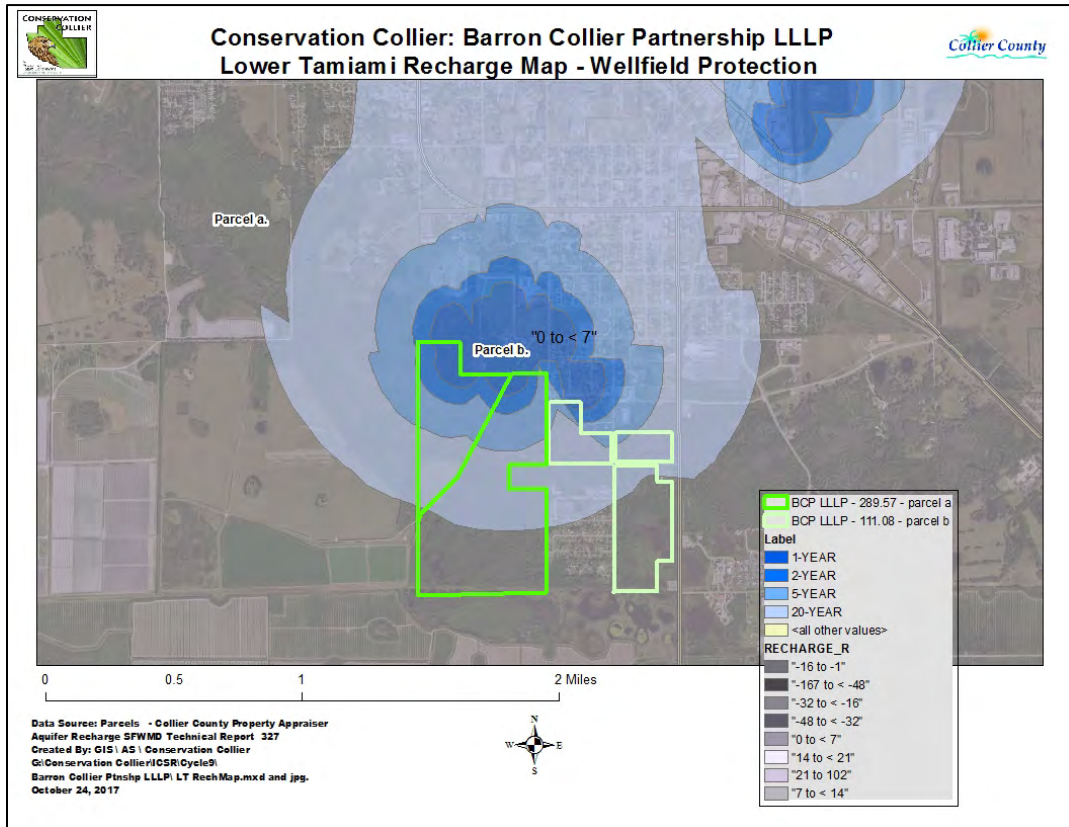 CONSERVATION
COLLIER
Conservation Collier: Barron Collier Partnership LLLP
Lower Tamiami Recharge Map - Wellfield Protection
Collier County
Parcel a.
"0 to < 7"
Parcel b.
BCP LLLP - 289.57 - parcel a
BCP LLLP - 111.08 - parcel b
Label
1-YEAR
2-YEAR
5-YEAR
20-YEAR
<all other values>
RECHARGE_R
"-16 to -1"
"-167 to < -48"
"-32 to < -16"
"-48 to < -32"
"0 to < 7"
"14 to < 21"
"21 to 102"
"7 to < 14"
0 0.5 1 2 Miles
Data Source: Parcels - Collier County Property Appraiser
Aquifer Recharge SFWMD Technical Report 327
Created By: GIS \ AS \ Conservation Collier
G:\Conservation Collier\ICSR\Cycle9\
Barron Collier Ptnshp LLLP\ LT RechMap.mxd and jpg.
October 24, 2017
N
W E
S